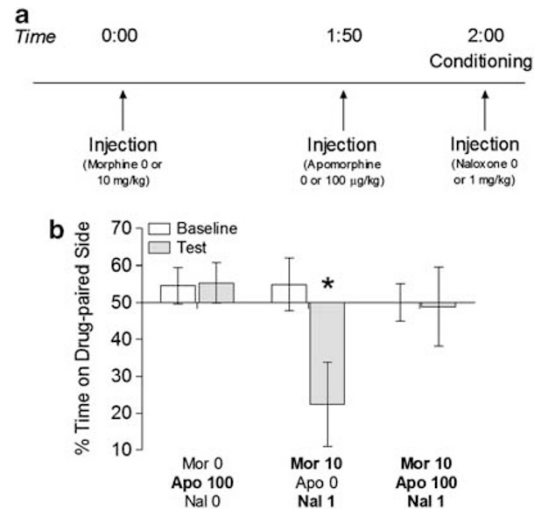 a
Time 0:00 1:50 2:00
Conditioning
Injection Injection Injection
(Morphine 0 or (Apomorphine (Naloxone 0
10 mg/kg) 0 or 100 μg/kg) or 1 mg/kg)
b
% Time on Drug-paired Side
70
60
50
40
30
20
10
Baseline
Test
*
Mor 0 Mor 10 Mor 10
Apo 100 Apo 0 Apo 100
Nal 0 Nal 1 Nal 1